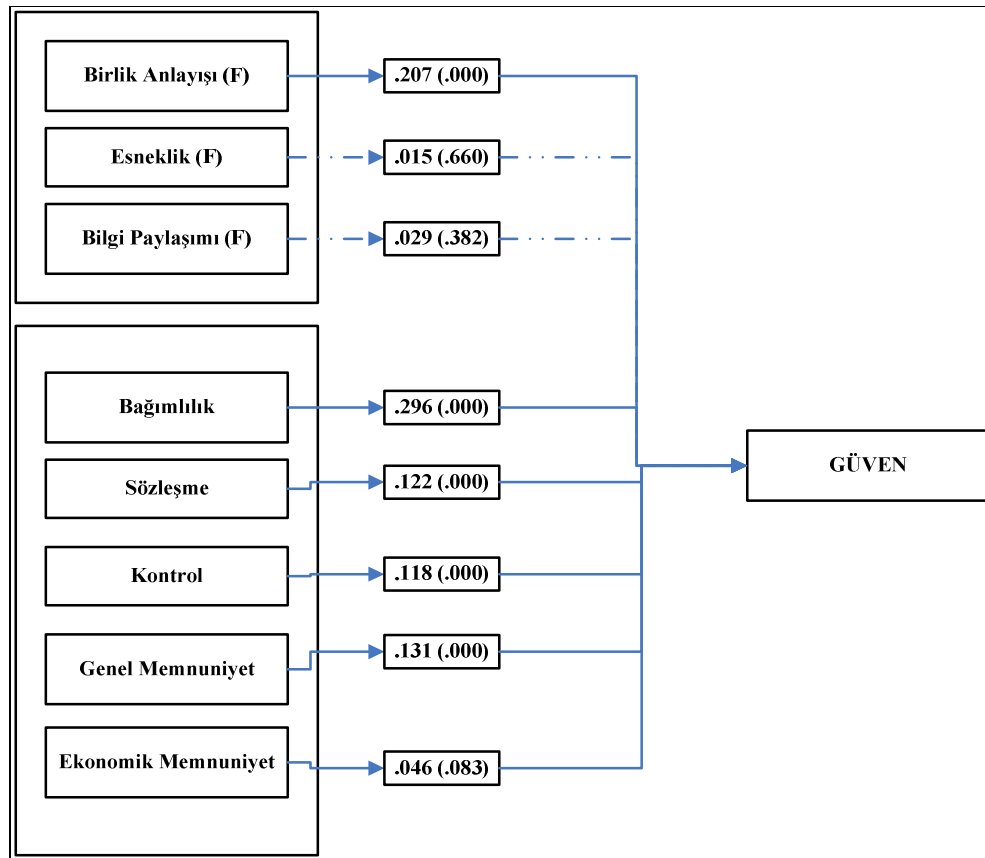 Birlik Anlayışı (F)
.207 (.000)
Esneklik (F)
.015 (.660)
Bilgi Paylaşımı (F)
.029 (.382)
Bağımlılık
.296 (.000)
Sözleşme
.122 (.000)
Kontrol
.118 (.000)
Genel Memnuniyet
.131 (.000)
Ekonomik Memnuniyet
.046 (.083)
GÜVEN